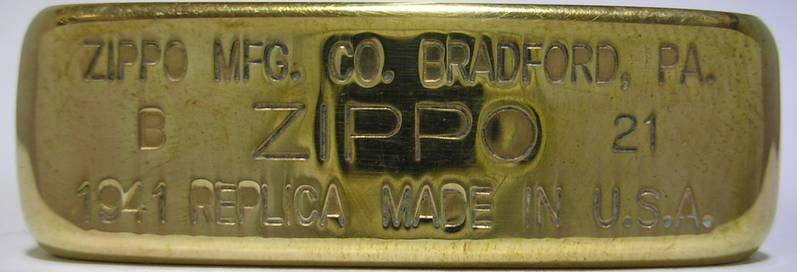 ZIPPO MFG. CO. BRADFORD, PA.
B ZIPPO 21
1941 REPLICA MADE IN U.S.A.